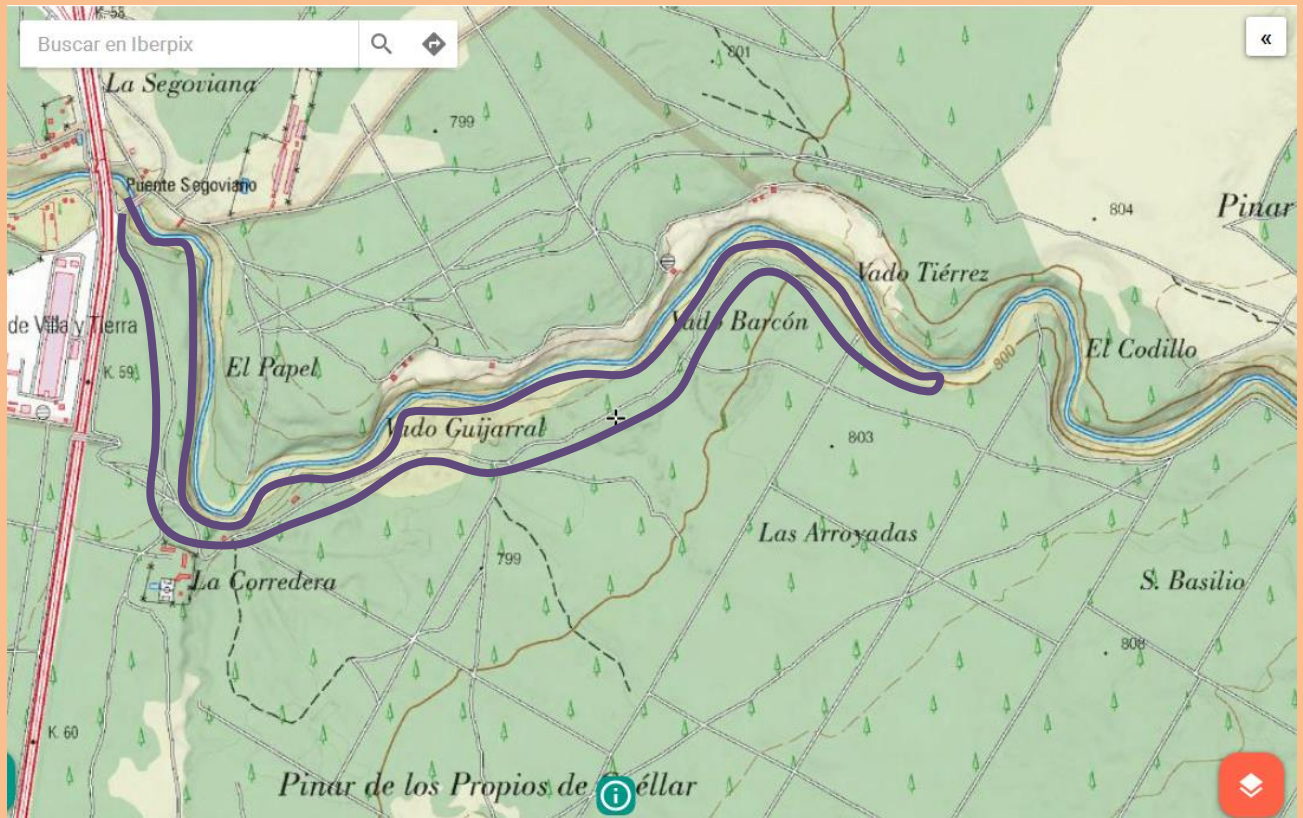 K. 58
Buscar en Iberpix
«
801
La Segoviana
799
Puente Segoviano
804
Pinar
Vado Tiérrez
de Villa y Tierra
Vado Barcón
El Codillo
800
K. 59
El Papel
Vado Guijarral
803
Las Arroyadas
799
La Corredera
S. Basilio
808
K. 60
Pinar de los Propios de éllar